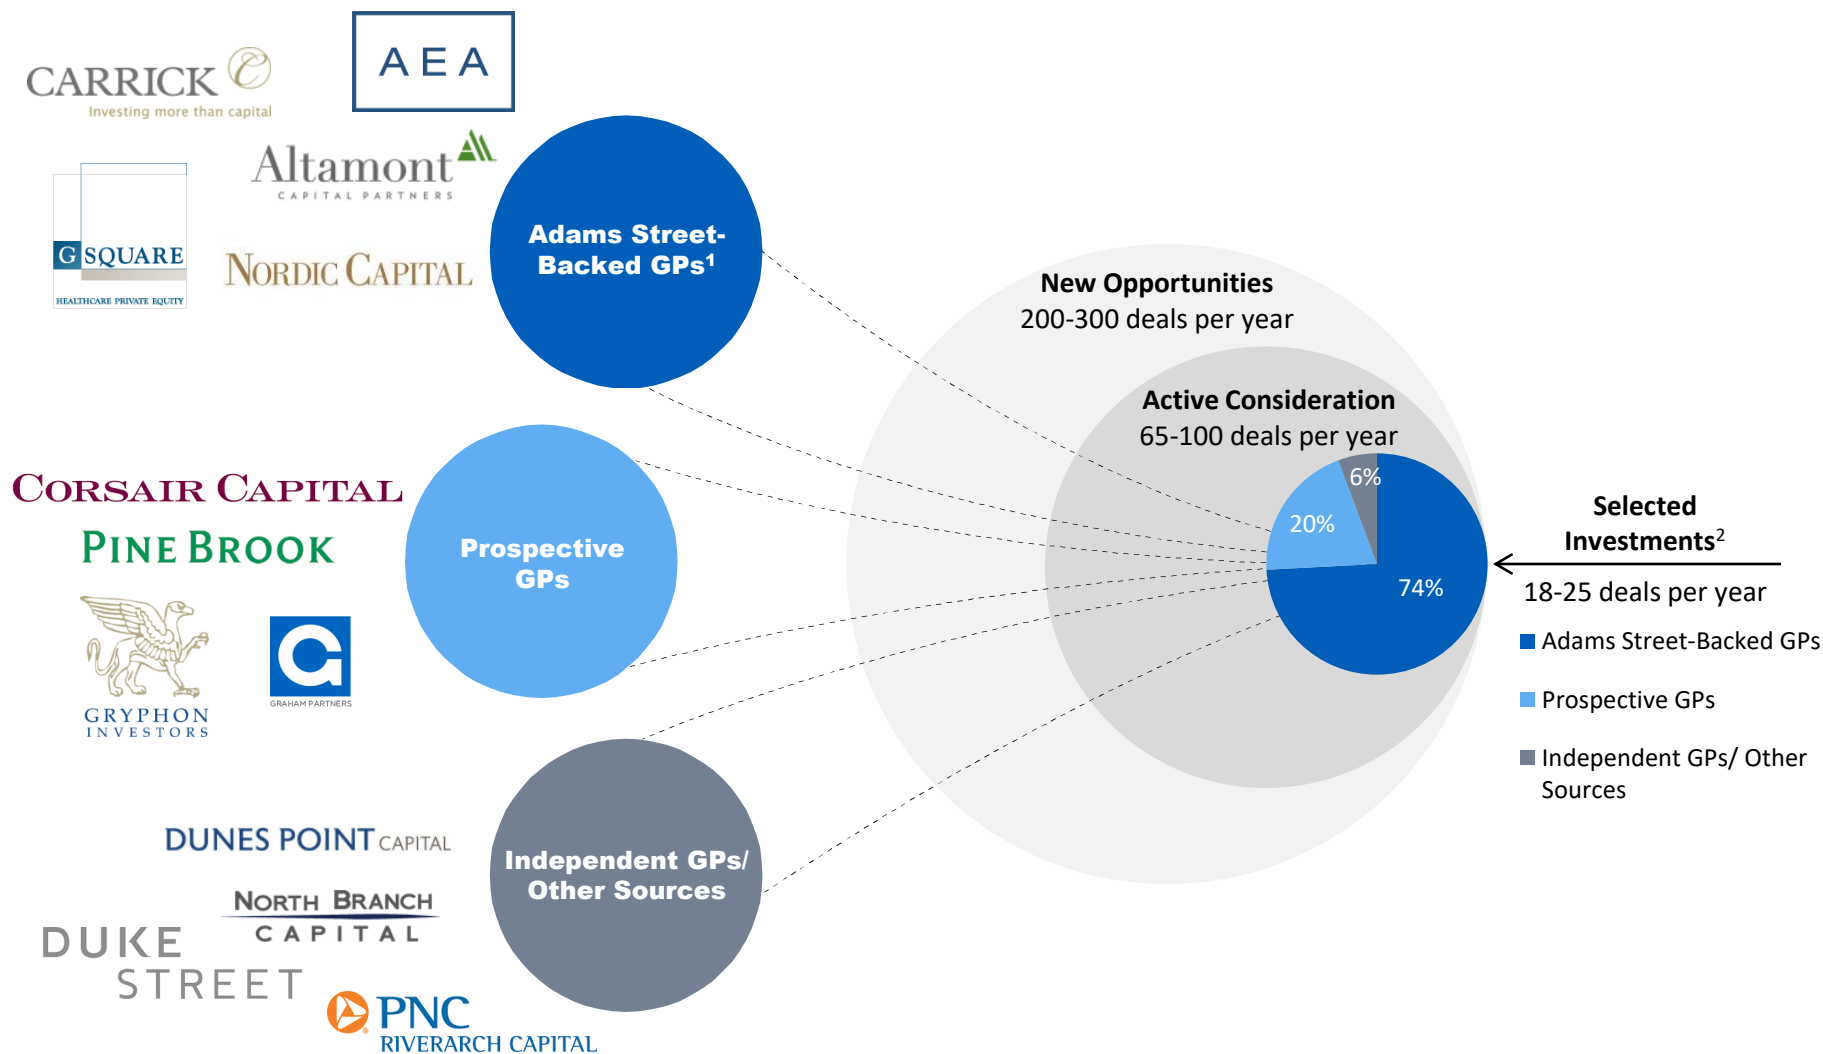 CARRICK
Investing more than capital
AEA
Altamont
CAPITAL PARTNERS
G SQUARE
HEALTHCARE PRIVATE EQUITY
NORDIC CAPITAL
Adams Street-
Backed GPs¹
CORSAIR CAPITAL
PINE BROOK
GRYPHON
INVESTORS
GRAHAM PARTNERS
Prospective
GPs
DUNES POINT CAPITAL
NORTH BRANCH
CAPITAL
DUKE
STREET
PNC
RIVERARCH CAPITAL
Independent GPs/
Other Sources
New Opportunities
200-300 deals per year
Active Consideration
65-100 deals per year
6%
20%
74%
Selected
Investments²
18-25 deals per year
Adams Street-Backed GPs
Prospective GPs
Independent GPs/ Other
Sources